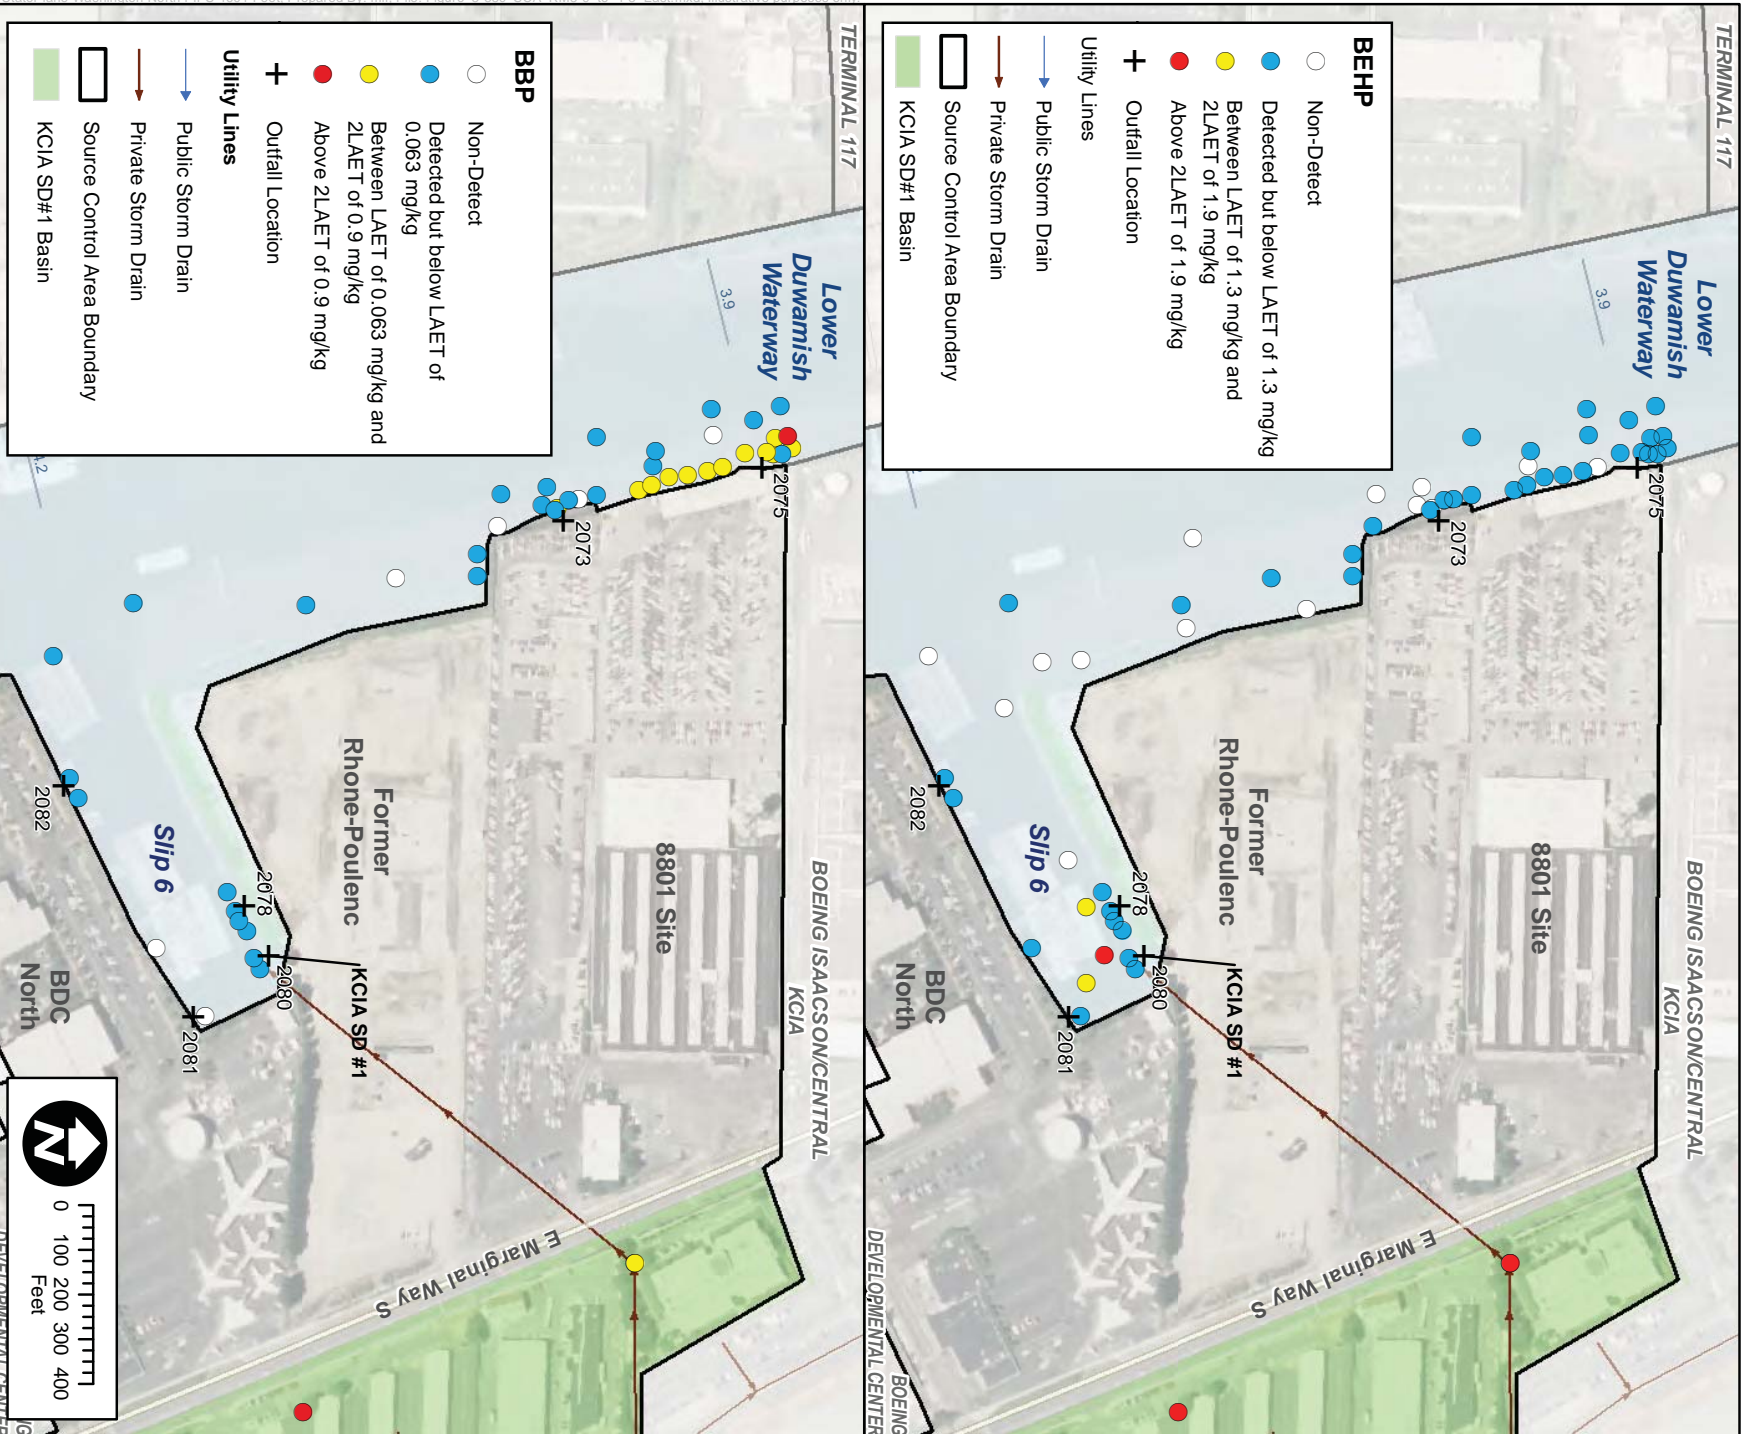 BEHP
Non-Detect
Detected but below LAET of 1.3 mg/kg
Between LAET of 1.3 mg/kg and
2LAET of 1.9 mg/kg
Above 2LAET of 1.9 mg/kg
Outfall Location
Utility Lines
Public Storm Drain
Private Storm Drain
Source Control Area Boundary
KCIA SD#1 Basin
TERMINAL 117
Lower
Duwamish
Waterway
3.9
2075
2073
BOEING ISAACSON/CENTRAL
KCIA
8801 Site
Former
Rhone-Poulenc
2078
2080
KCIA SD #1
2081
2082
Slip 6
BDC
North
E Marginal Way S
BOEING
DEVELOPMENTAL CENTER
BBP
Non-Detect
Detected but below LAET of
0.063 mg/kg
Between LAET of 0.063 mg/kg and
2LAET of 0.9 mg/kg
Above 2LAET of 0.9 mg/kg
Outfall Location
Utility Lines
Public Storm Drain
Private Storm Drain
Source Control Area Boundary
KCIA SD#1 Basin
TERMINAL 117
Lower
Duwamish
Waterway
3.9
2075
2073
BOEING ISAACSON/CENTRAL
KCIA
8801 Site
Former
Rhone-Poulenc
2078
2080
KCIA SD #1
2081
2082
Slip 6
BDC
North
E Marginal Way S
N
0 100 200 300 400
Feet